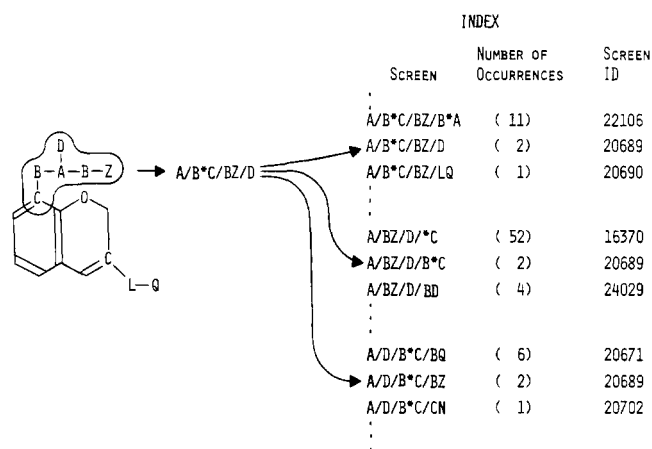 INDEX
SCREEN NUMBER OF OCCURRENCES SCREEN ID
A/B*C/BZ/B*A ( 11) 22106
A/B*C/BZ/D ( 2) 20689
A/B*C/BZ/LQ ( 1) 20690
A/BZ/D/*C ( 52) 16370
A/BZ/D/B*C ( 2) 20689
A/BZ/D/BD ( 4) 24029
A/D/B*C/BQ ( 6) 20671
A/D/B*C/BZ ( 2) 20689
A/D/B*C/CN ( 1) 20702
D
B-A-B-Z
A/B*C/BZ/D
C
O
C
L-Q